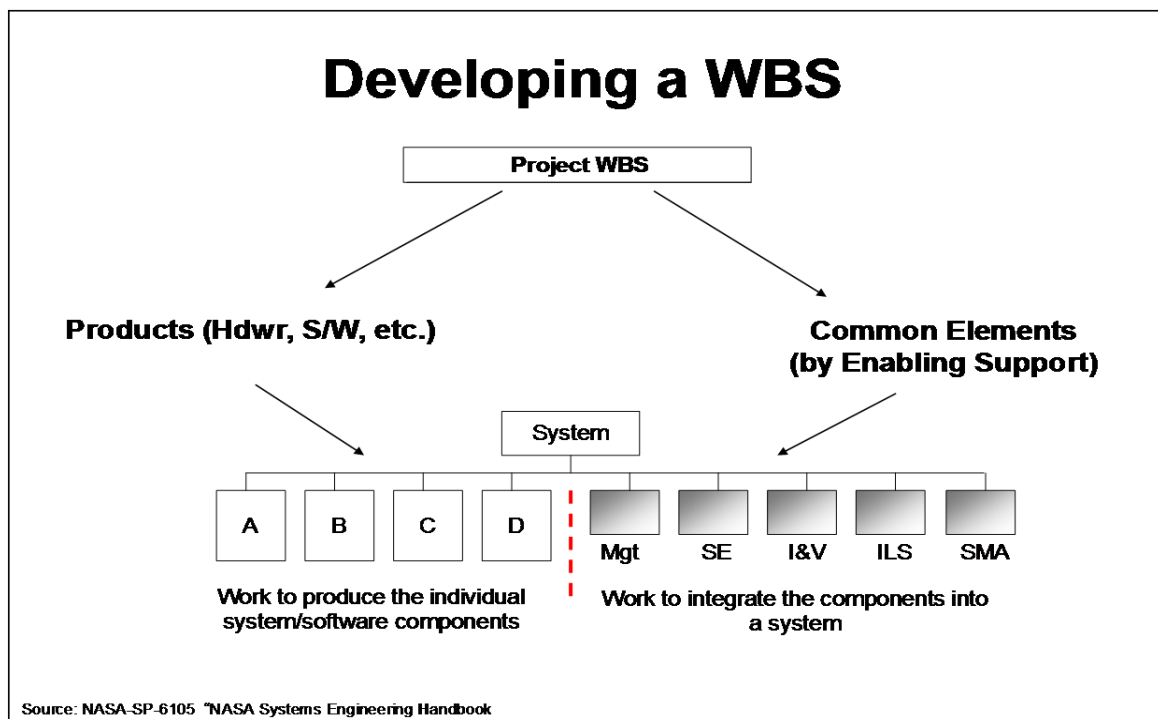 Developing a WBS
Project WBS
Products (Hdwr, S/W, etc.)
Common Elements
(by Enabling Support)
System
A
B
C
D
Mgt
SE
I&V
ILS
SMA
Work to produce the individual
system/software components
Work to integrate the components into
a system
Source: NASA-SP-6105 “NASA Systems Engineering Handbook